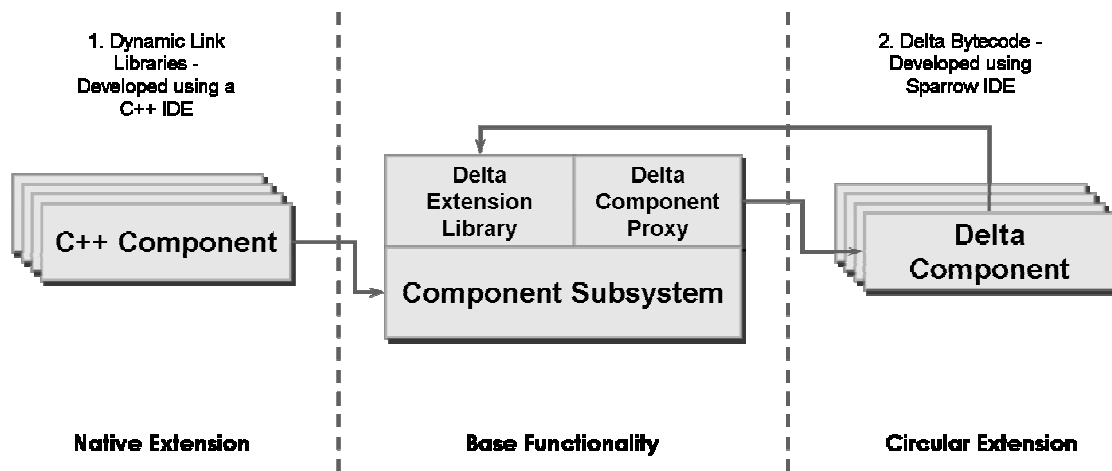 1. Dynamic Link
Libraries -
Developed using a
C++ IDE
2. Delta Bytecode -
Developed using
Sparrow IDE
C++ Component
Delta
Extension
Library
Delta
Component
Proxy
Component Subsystem
Delta
Component
Native Extension
Base Functionality
Circular Extension